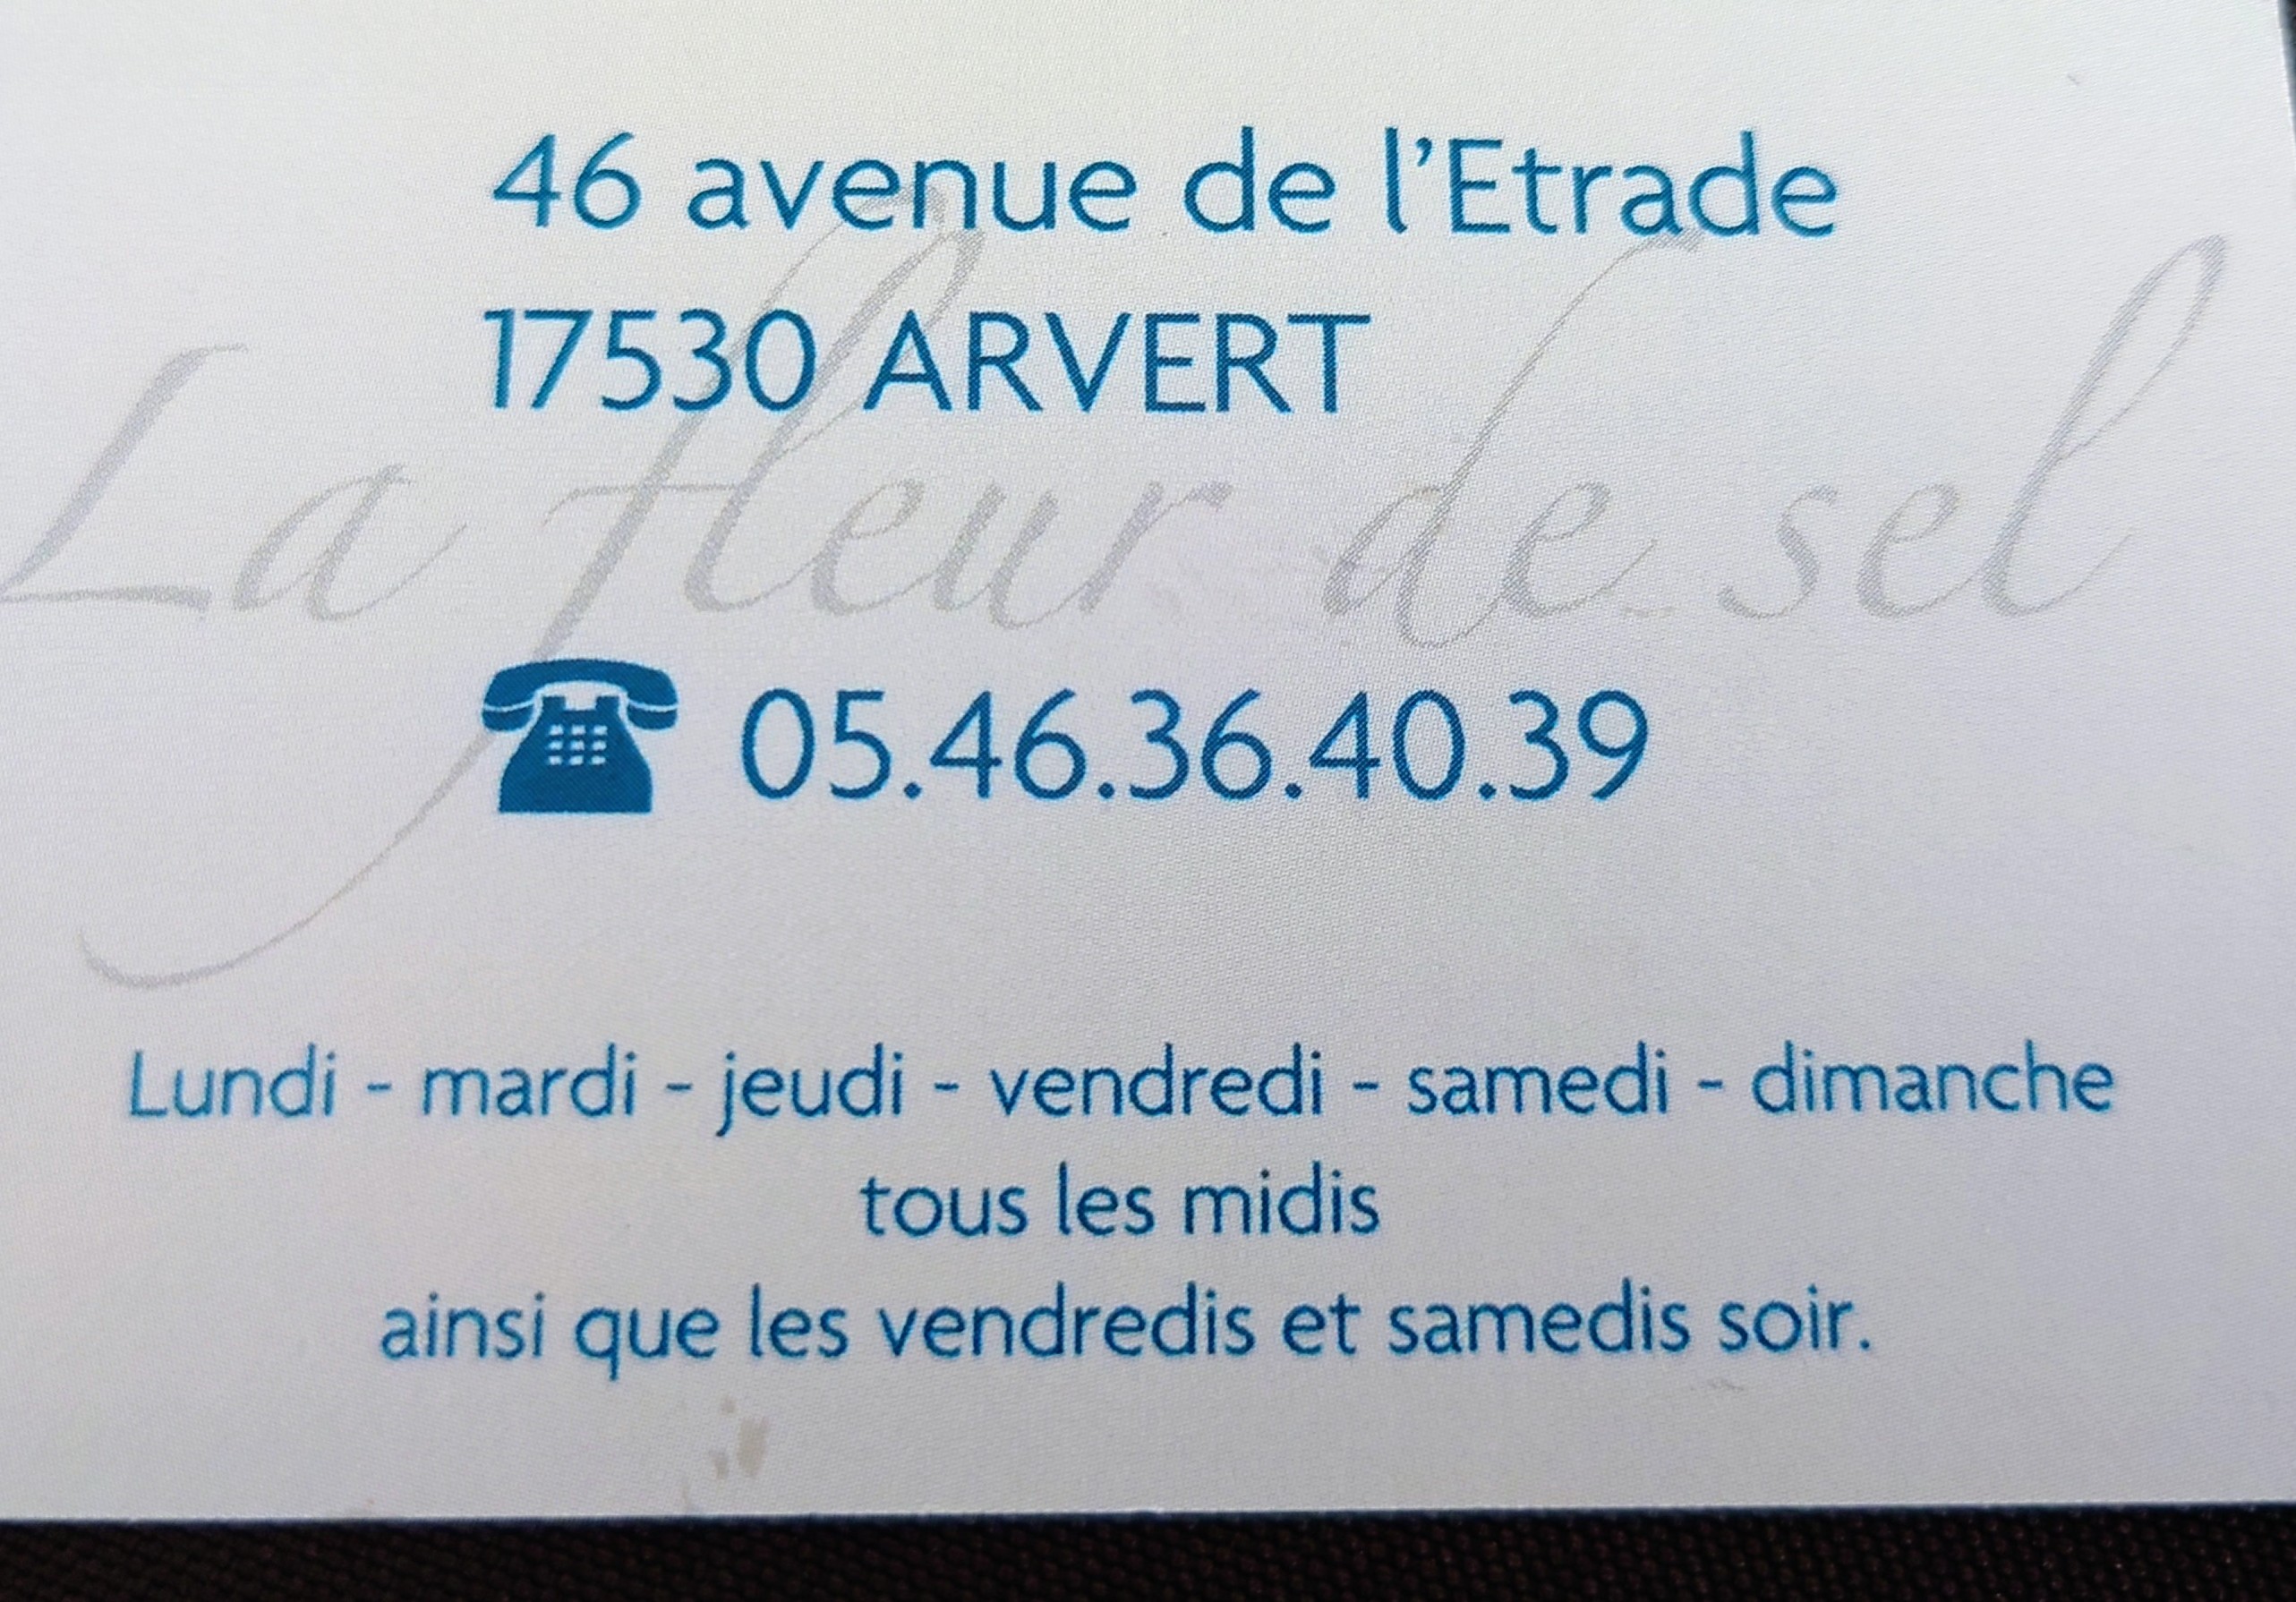 46 avenue de l'Etrade
17530 ARVERT
La fleur de sel
05.46.36.40.39
Lundi - mardi - jeudi - vendredi - samedi - dimanche
tous les midis
ainsi que les vendredis et samedis soir.